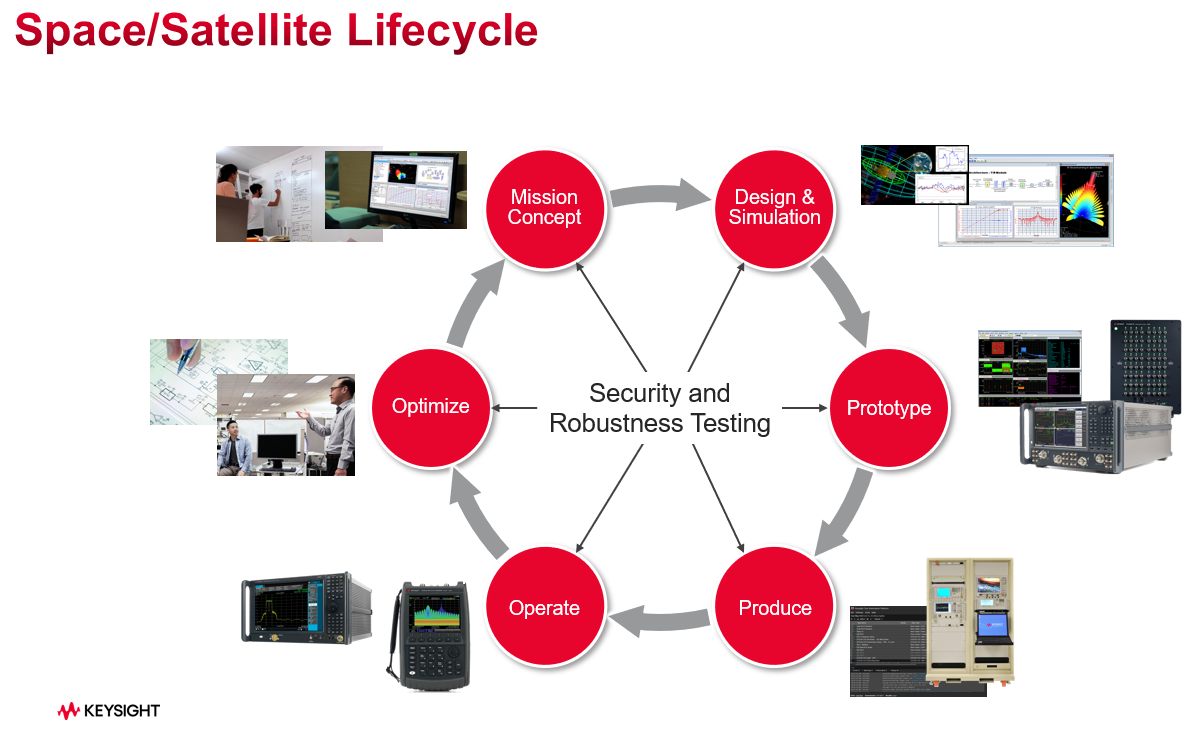 Space/Satellite Lifecycle
Mission
Concept
Design &
Simulation
Optimize
Security and
Robustness Testing
Prototype
Operate
Produce
KEYSIGHT